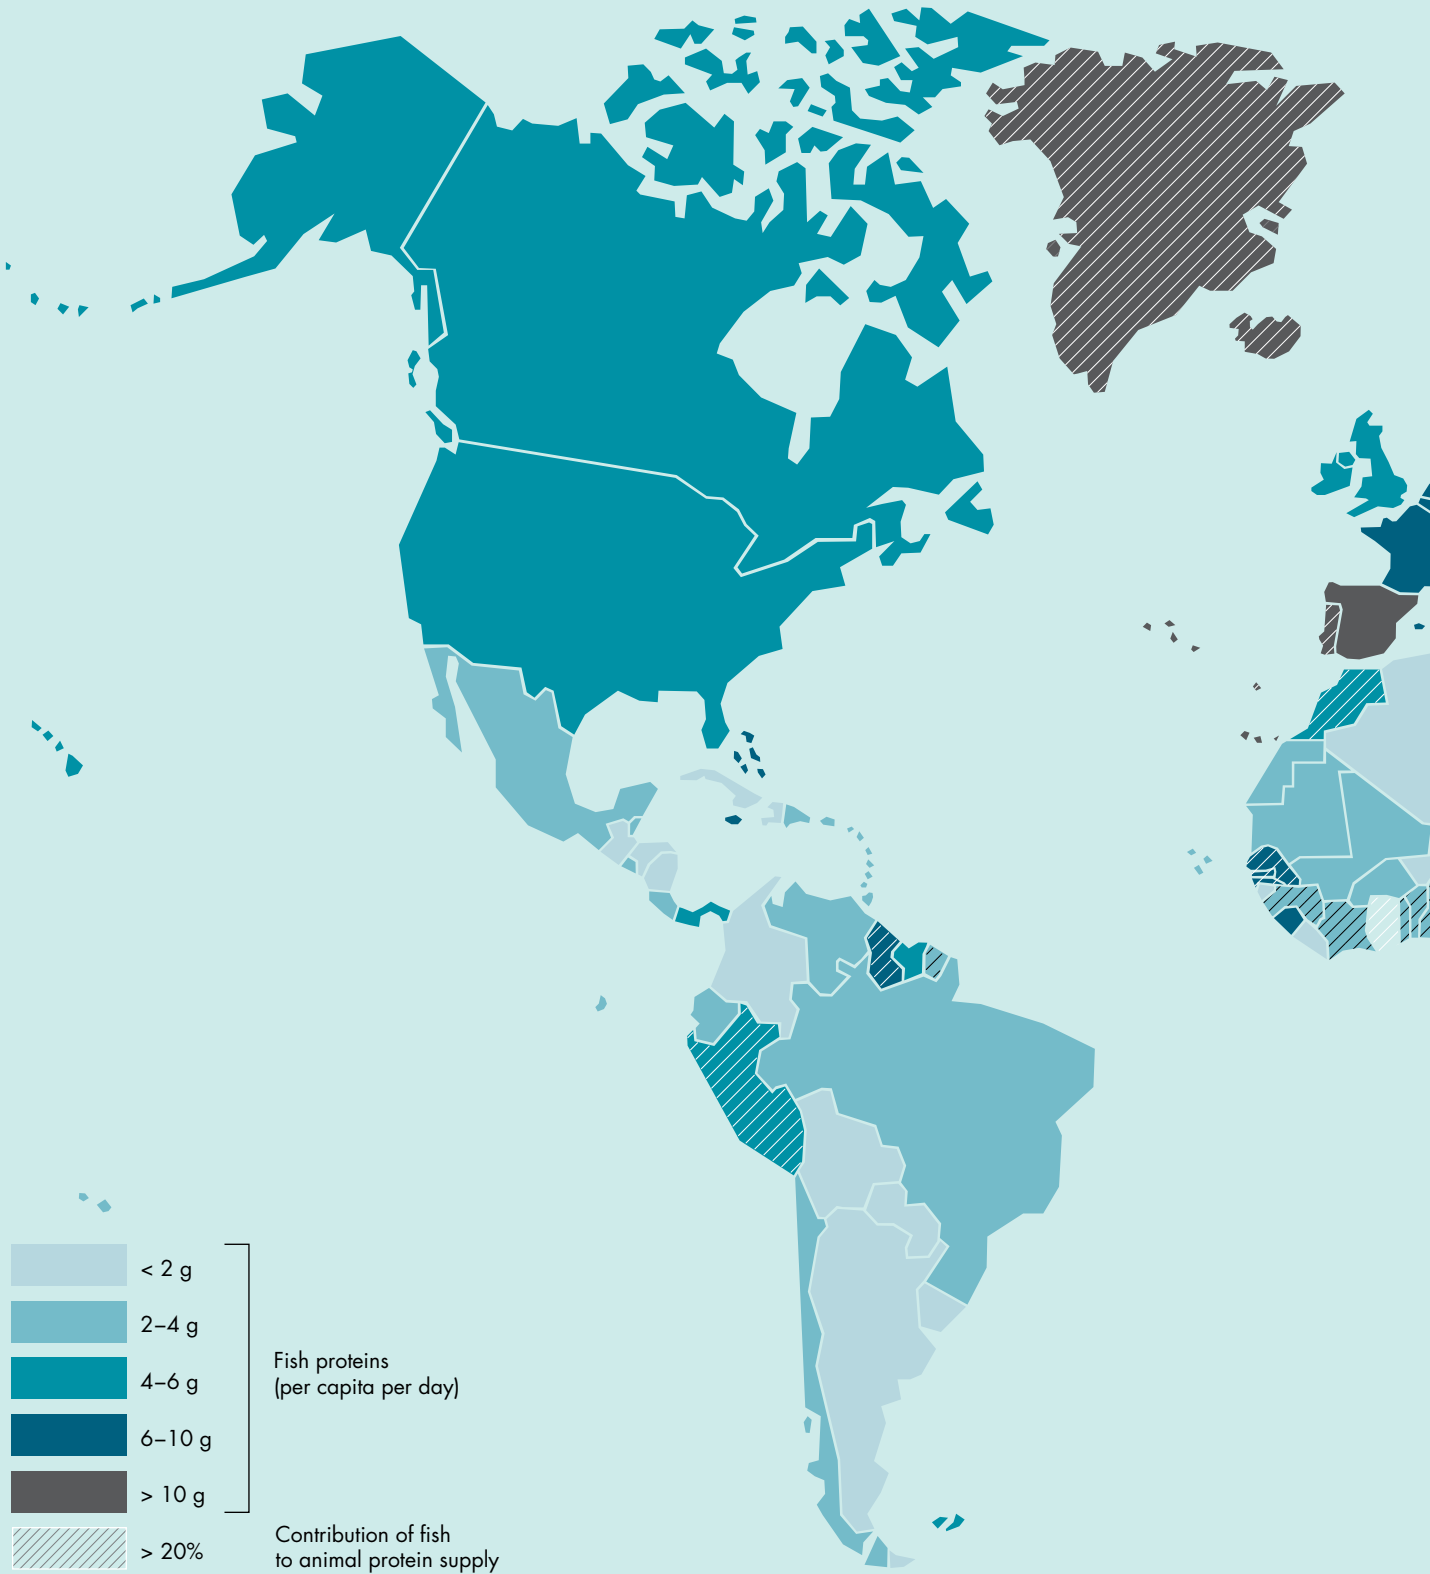 < 2 g
2–4 g
4–6 g
6–10 g
> 10 g
Fish proteins
(per capita per day)
> 20%
Contribution of fish
to animal protein supply